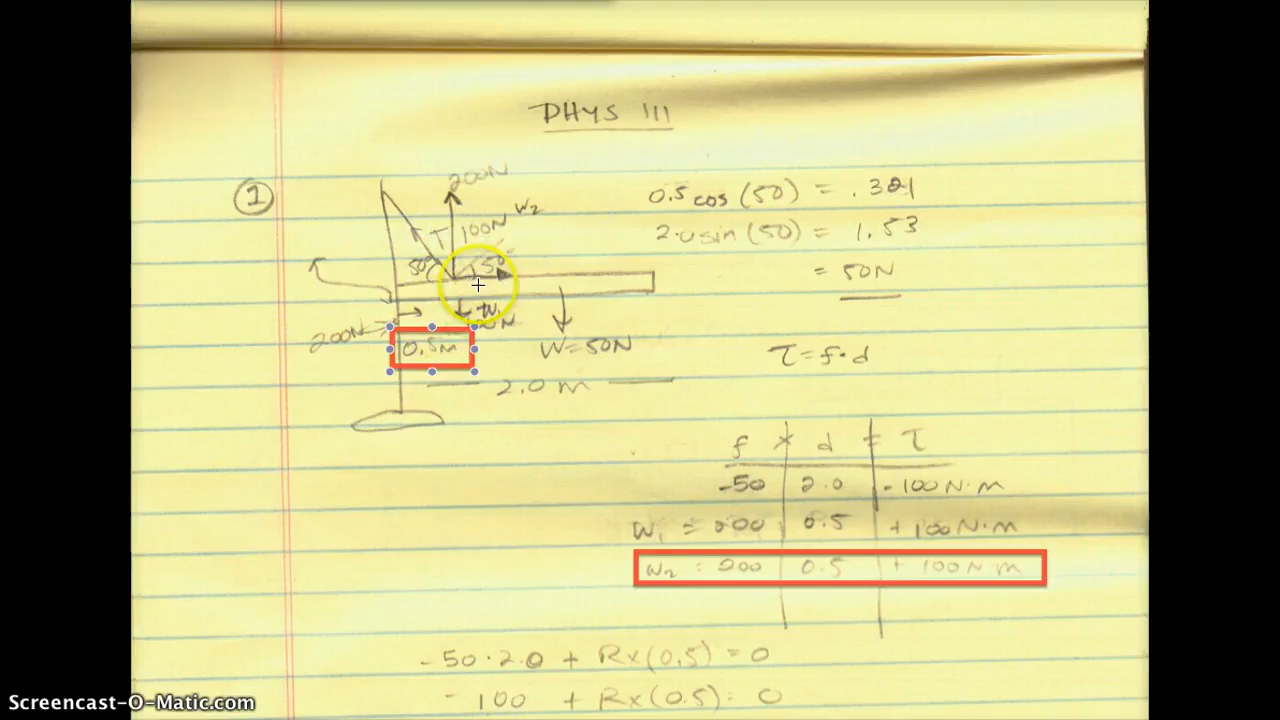 PHYS 111
1
200N
W2
100N
T
50°
50°
0.5 cos (50) = .321
2.0 sin (50) = 1.53
= 50N
W1
200N
0.5m
W=50N
τ = f·d
2.0 m
f × d = τ
-50 2.0 -100 N·m
W1 = 200 0.5 + 100 N·m
W2 = 200 0.5 + 100 N m
-50·2.0 + Rx(0.5) = 0
-100 + Rx(0.5) = 0
Screencast-O-Matic.com